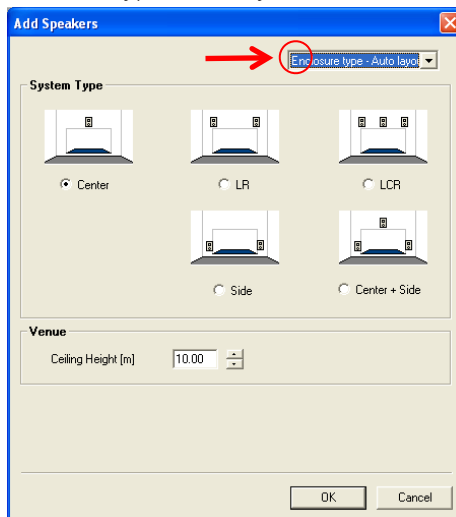 Add Speakers
Enclosure type - Auto layou
System Type
Center
LR
LCR
Side
Center + Side
Venue
Ceiling Height [m]
10.00
OK
Cancel